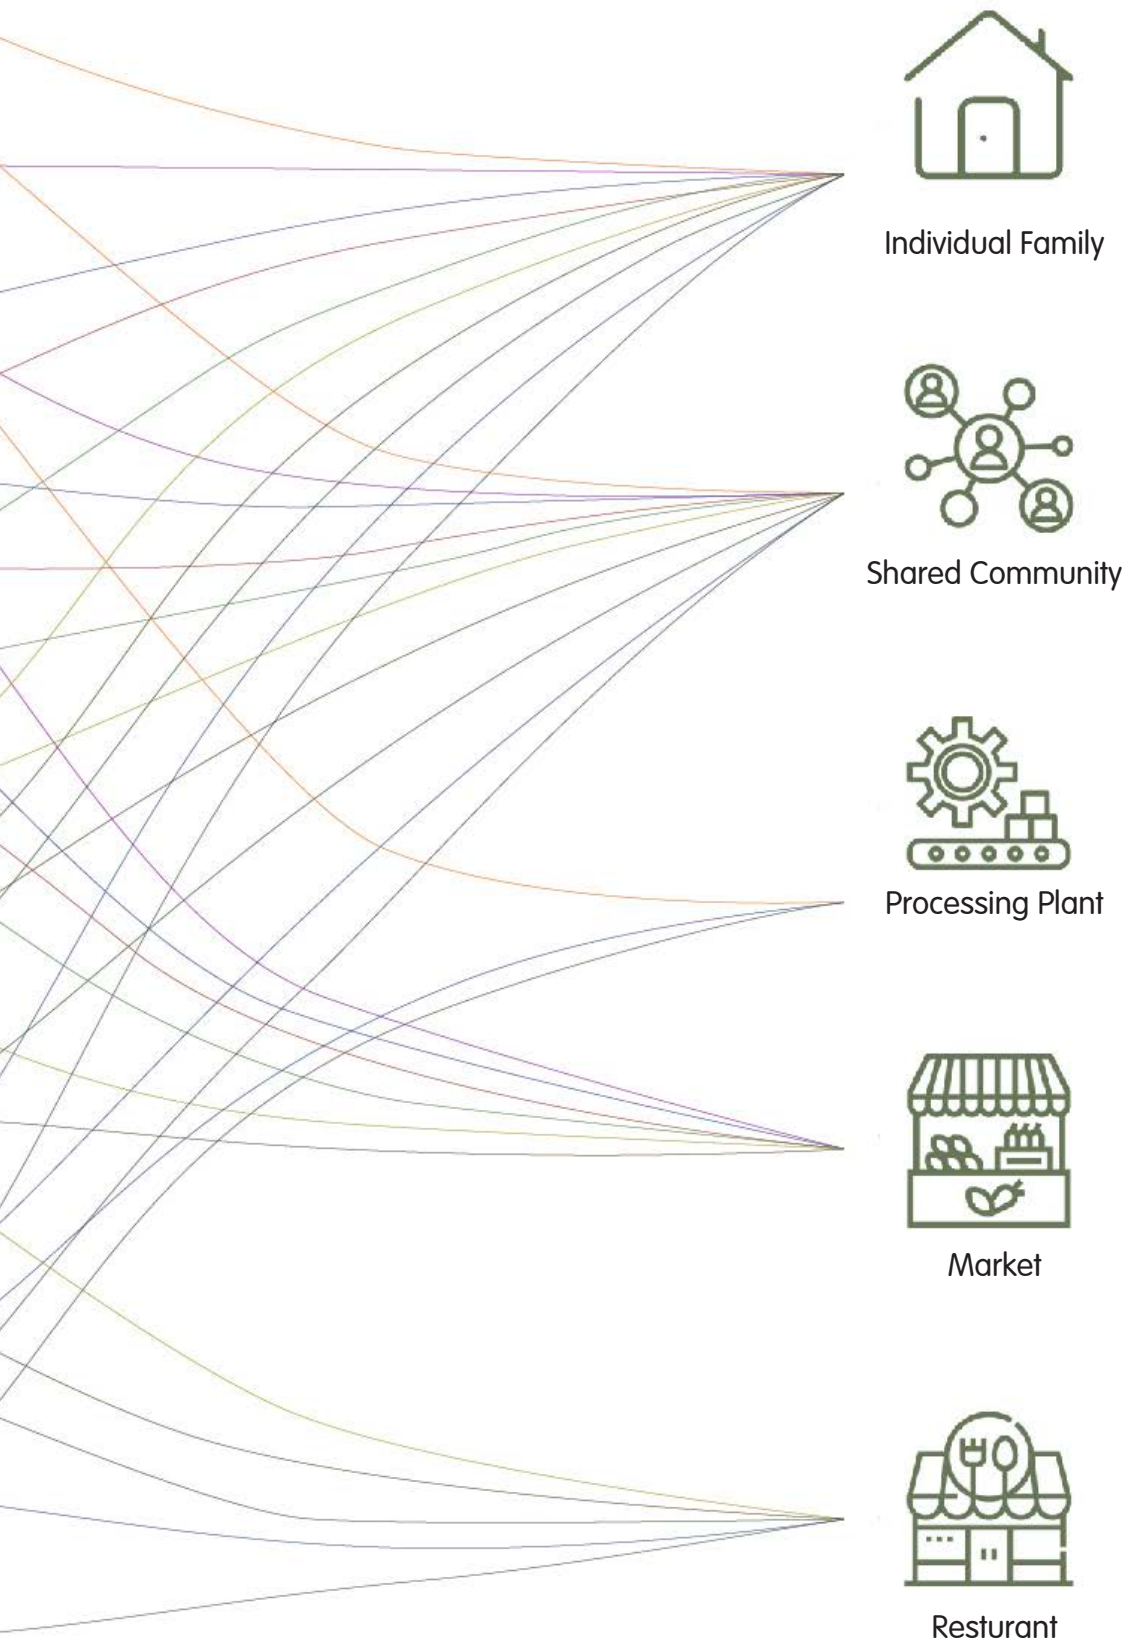 Individual Family
Shared Community
Processing Plant
Market
Resturant